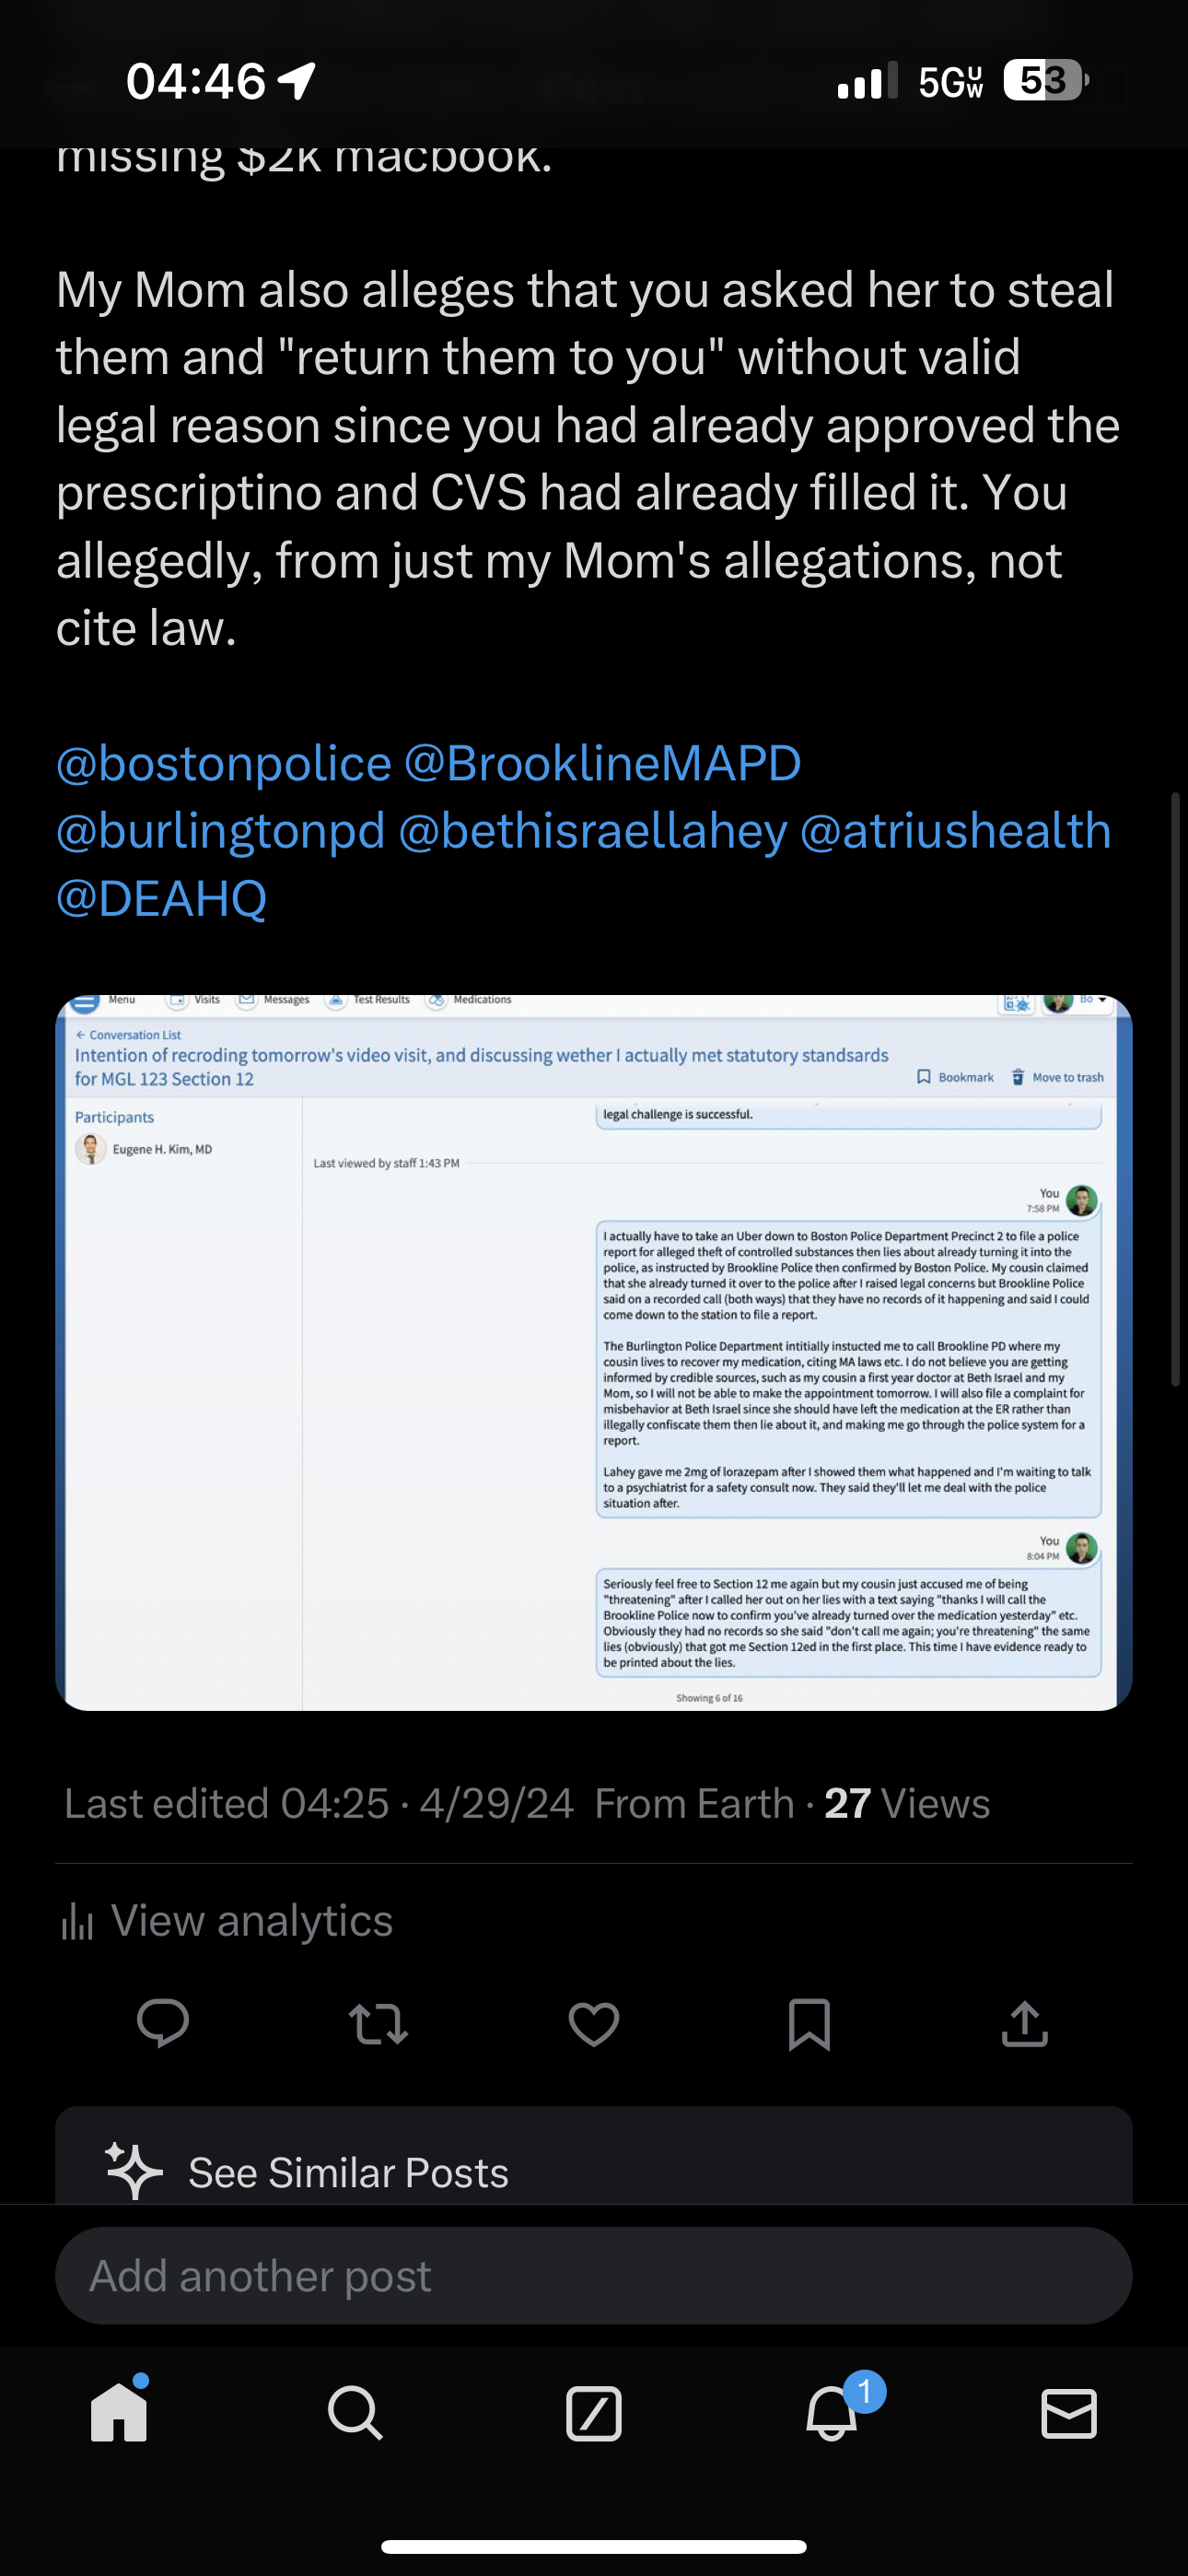 04:46
5G UW
53
missing $2k macbook.
My Mom also alleges that you asked her to steal
them and "return them to you" without valid
legal reason since you had already approved the
prescriptino and CVS had already filled it. You
allegedly, from just my Mom's allegations, not
cite law.
@bostonpolice @BrooklineMAPD
@burlingtonpd @bethisraellahey @atriushealth
@DEAHQ
Menu Visits Messages Test Results Medications Bo
← Conversation List
Intention of recroding tomorrow's video visit, and discussing wether I actually met statutory standsards
for MGL 123 Section 12
Bookmark Move to trash
Participants
Eugene H. Kim, MD
legal challenge is successful.
Last viewed by staff 1:43 PM
You
7:58 PM
I actually have to take an Uber down to Boston Police Department Precinct 2 to file a police
report for alleged theft of controlled substances then lies about already turning it into the
police, as instructed by Brookline Police then confirmed by Boston Police. My cousin claimed
that she already turned it over to the police after I raised legal concerns but Brookline Police
said on a recorded call (both ways) that they have no records of it happening and said I could
come down to the station to file a report.
The Burlington Police Department intitially instucted me to call Brookline PD where my
cousin lives to recover my medication, citing MA laws etc. I do not believe you are getting
informed by credible sources, such as my cousin a first year doctor at Beth Israel and my
Mom, so I will not be able to make the appointment tomorrow. I will also file a complaint for
misbehavior at Beth Israel since she should have left the medication at the ER rather than
illegally confiscate them then lie about it, and making me go through the police system for a
report.
Lahey gave me 2mg of lorazepam after I showed them what happened and I'm waiting to talk
to a psychiatrist for a safety consult now. They said they'll let me deal with the police
situation after.
You
8:04 PM
Seriously feel free to Section 12 me again but my cousin just accused me of being
"threatening" after I called her out on her lies with a text saying "thanks I will call the
Brookline Police now to confirm you've already turned over the medication yesterday" etc.
Obviously they had no records so she said "don't call me again; you're threatening" the same
lies (obviously) that got me Section 12ed in the first place. This time I have evidence ready to
be printed about the lies.
Showing 6 of 16
Last edited 04:25 · 4/29/24 From Earth · 27 Views
View analytics
See Similar Posts
Add another post
1